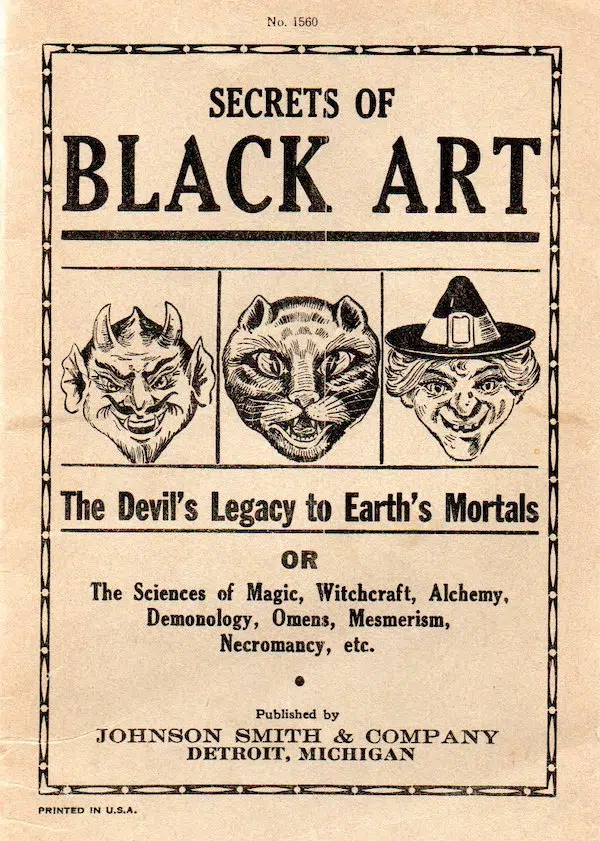 No. 1560
SECRETS OF
BLACK ART
The Devil's Legacy to Earth's Mortals
OR
The Sciences of Magic, Witchcraft, Alchemy,
Demonology, Omens, Mesmerism,
Necromancy, etc.
Published by
JOHNSON SMITH & COMPANY
DETROIT, MICHIGAN
PRINTED IN U.S.A.